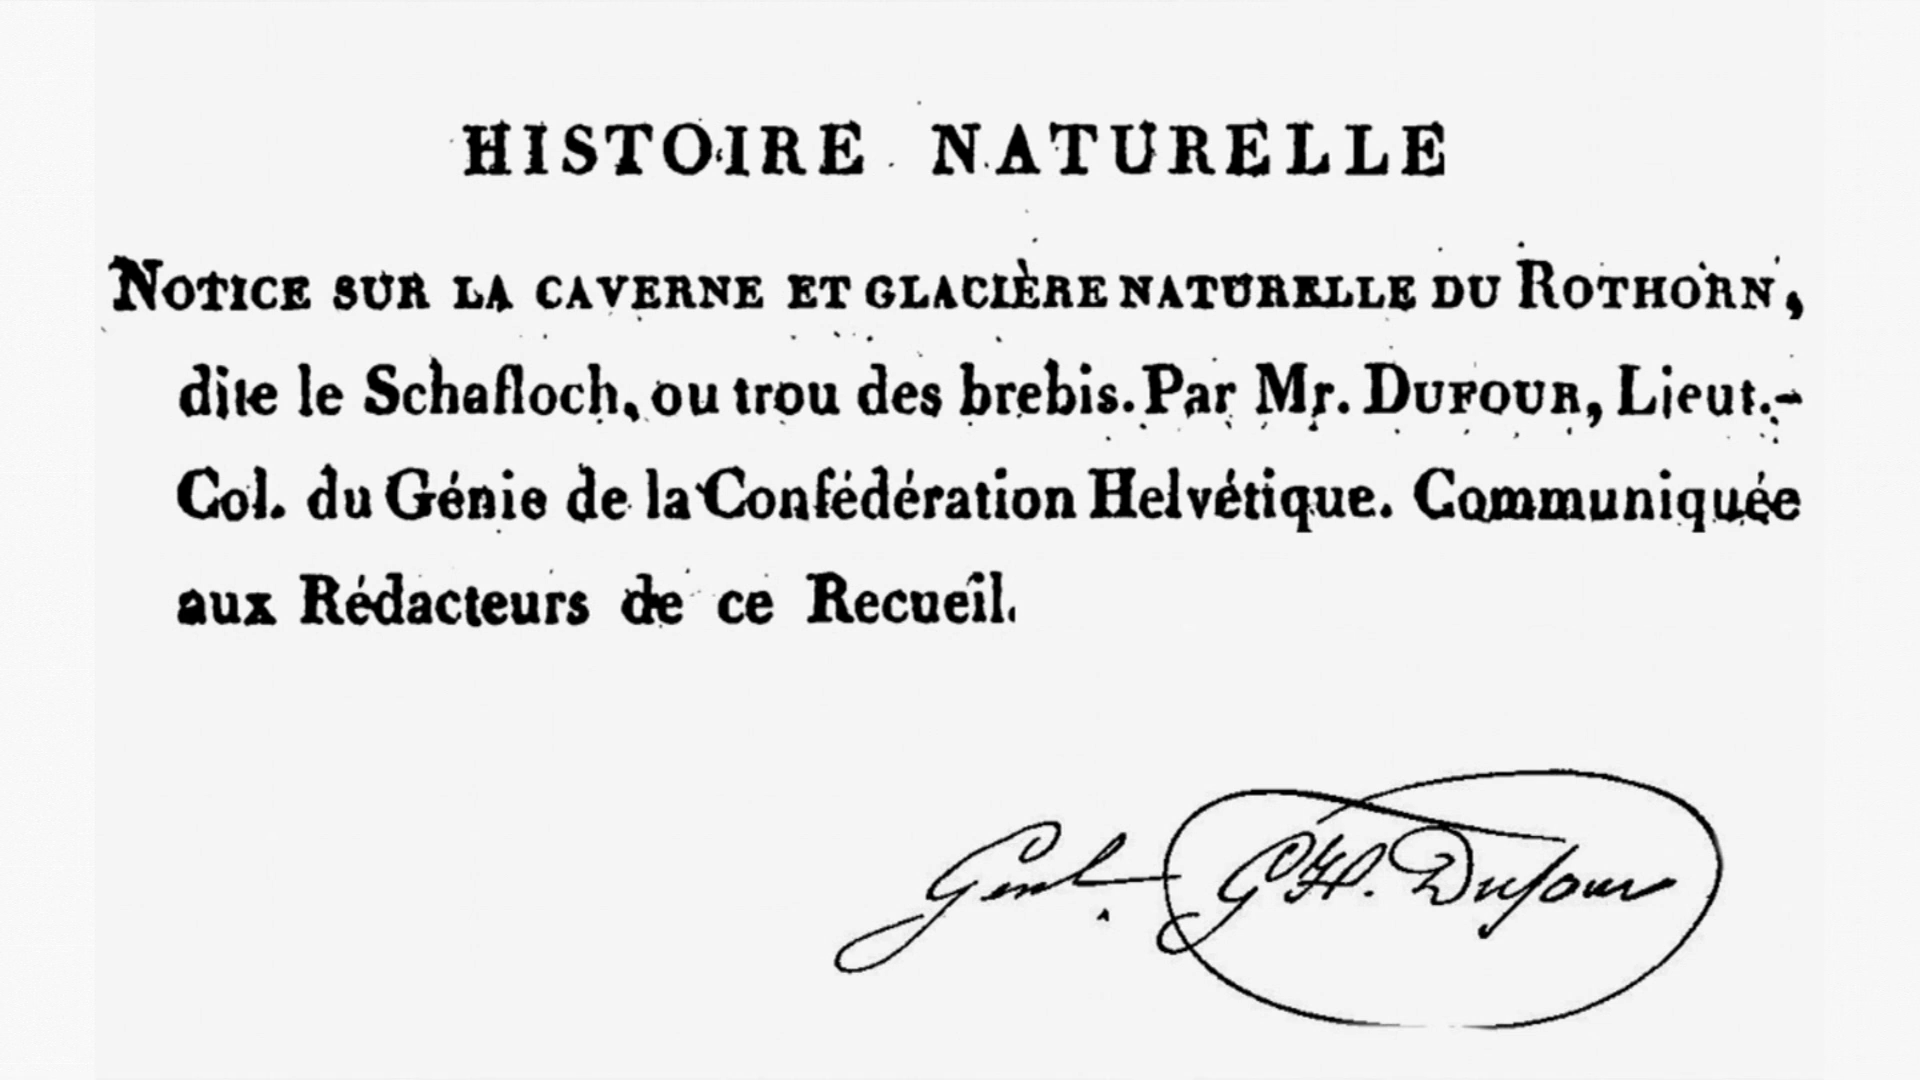 HISTOIRE NATURELLE
NOTICE SUR LA CAVERNE ET GLACIÈRE NATURELLE DU ROTHORN,
dite le Schafloch, ou trou des brebis. Par Mr. DUFOUR, Lieut.-
Col. du Génie de la Confédération Helvétique. Communiquée
aux Rédacteurs de ce Recueil.
Genl. G.H. Dufour